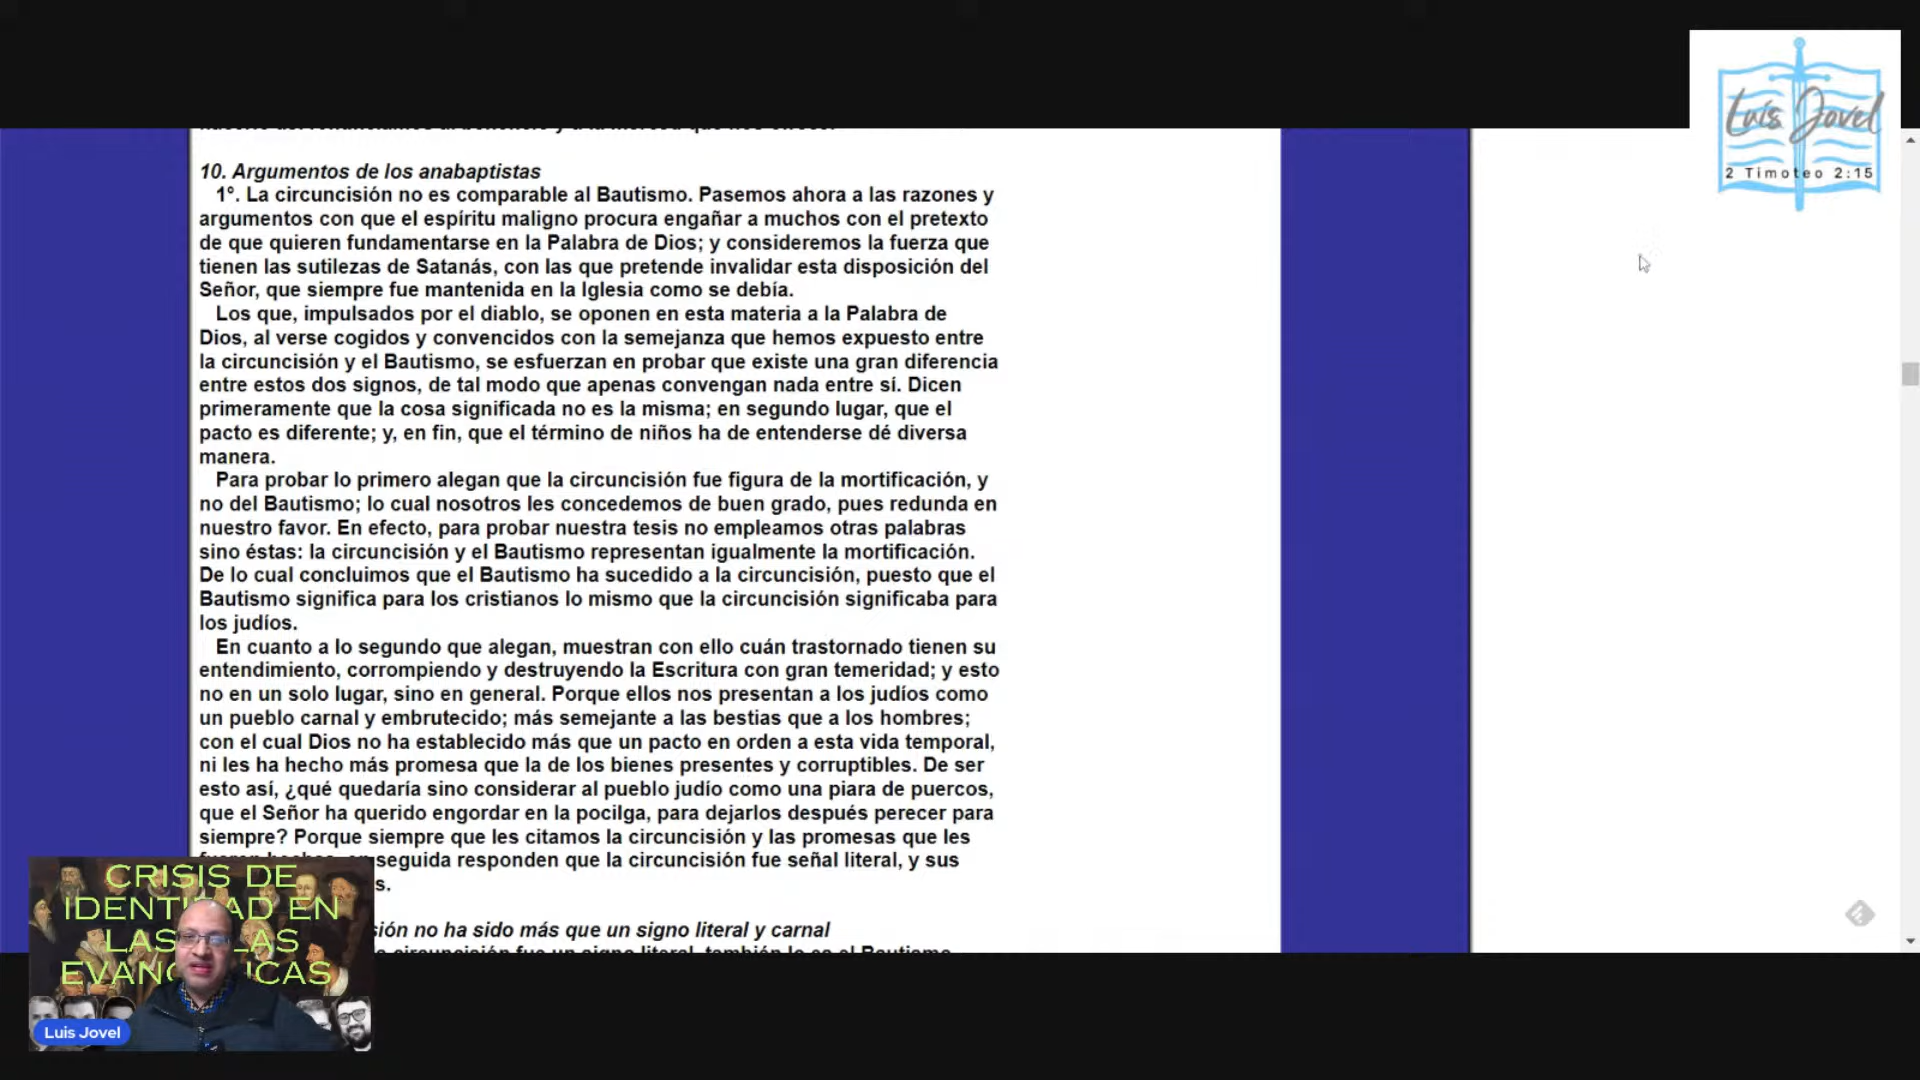 10. Argumentos de los anabaptistas
1º. La circuncisión no es comparable al Bautismo. Pasemos ahora a las razones y
argumentos con que el espíritu maligno procura engañar a muchos con el pretexto
de que quieren fundamentarse en la Palabra de Dios; y consideremos la fuerza que
tienen las sutilezas de Satanás, con las que pretende invalidar esta disposición del
Señor, que siempre fue mantenida en la Iglesia como se debía.
Los que, impulsados por el diablo, se oponen en esta materia a la Palabra de
Dios, al verse cogidos y convencidos con la semejanza que hemos expuesto entre
la circuncisión y el Bautismo, se esfuerzan en probar que existe una gran diferencia
entre estos dos signos, de tal modo que apenas convengan nada entre sí. Dicen
primeramente que la cosa significada no es la misma; en segundo lugar, que el
pacto es diferente; y, en fin, que el término de niños ha de entenderse dé diversa
manera.
Para probar lo primero alegan que la circuncisión fue figura de la mortificación, y
no del Bautismo; lo cual nosotros les concedemos de buen grado, pues redunda en
nuestro favor. En efecto, para probar nuestra tesis no empleamos otras palabras
sino éstas: la circuncisión y el Bautismo representan igualmente la mortificación.
De lo cual concluimos que el Bautismo ha sucedido a la circuncisión, puesto que el
Bautismo significa para los cristianos lo mismo que la circuncisión significaba para
los judíos.
En cuanto a lo segundo que alegan, muestran con ello cuán trastornado tienen su
entendimiento, corrompiendo y destruyendo la Escritura con gran temeridad; y esto
no en un solo lugar, sino en general. Porque ellos nos presentan a los judíos como
un pueblo carnal y embrutecido; más semejante a las bestias que a los hombres;
con el cual Dios no ha establecido más que un pacto en orden a esta vida temporal,
ni les ha hecho más promesa que la de los bienes presentes y corruptibles. De ser
esto así, ¿qué quedaría sino considerar al pueblo judío como una piara de puercos,
que el Señor ha querido engordar en la pocilga, para dejarlos después perecer para
siempre? Porque siempre que les citamos la circuncisión y las promesas que les
seguida responden que la circuncisión fue señal literal, y sus
s.
sión no ha sido más que un signo literal y carnal
circuncisión fue un signo literal, también lo es el Bautismo
Luis Jovel
2 Timoteo 2:15
CRISIS DE
IDENTIDAD EN
LAS
EVAN
CAS
Luis Jovel